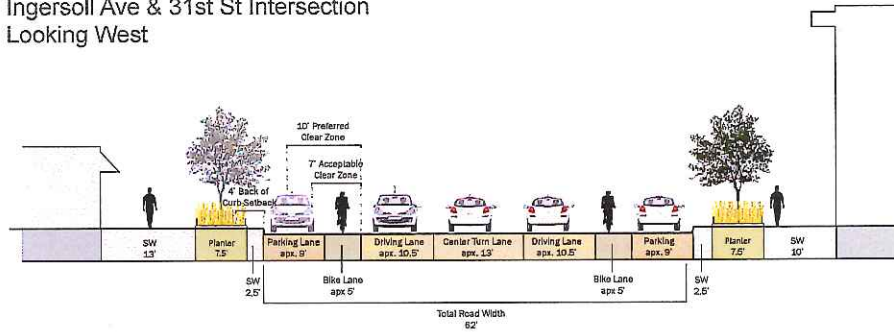 Ingersoll Ave & 31st St Intersection
Looking West
10' Preferred
Clear Zone
7' Acceptable
Clear Zone
4' Back of
Curb Setback
SW
13'
Planter
7.5'
SW
2.5'
Parking Lane
apx. 9'
Bike Lane
apx 5'
Driving Lane
apx. 10.5'
Center Turn Lane
apx. 13'
Driving Lane
apx. 10.5'
Bike Lane
apx 5'
Parking
apx. 9'
SW
2.5'
Planter
7.5'
SW
10'
Total Road Width
62'